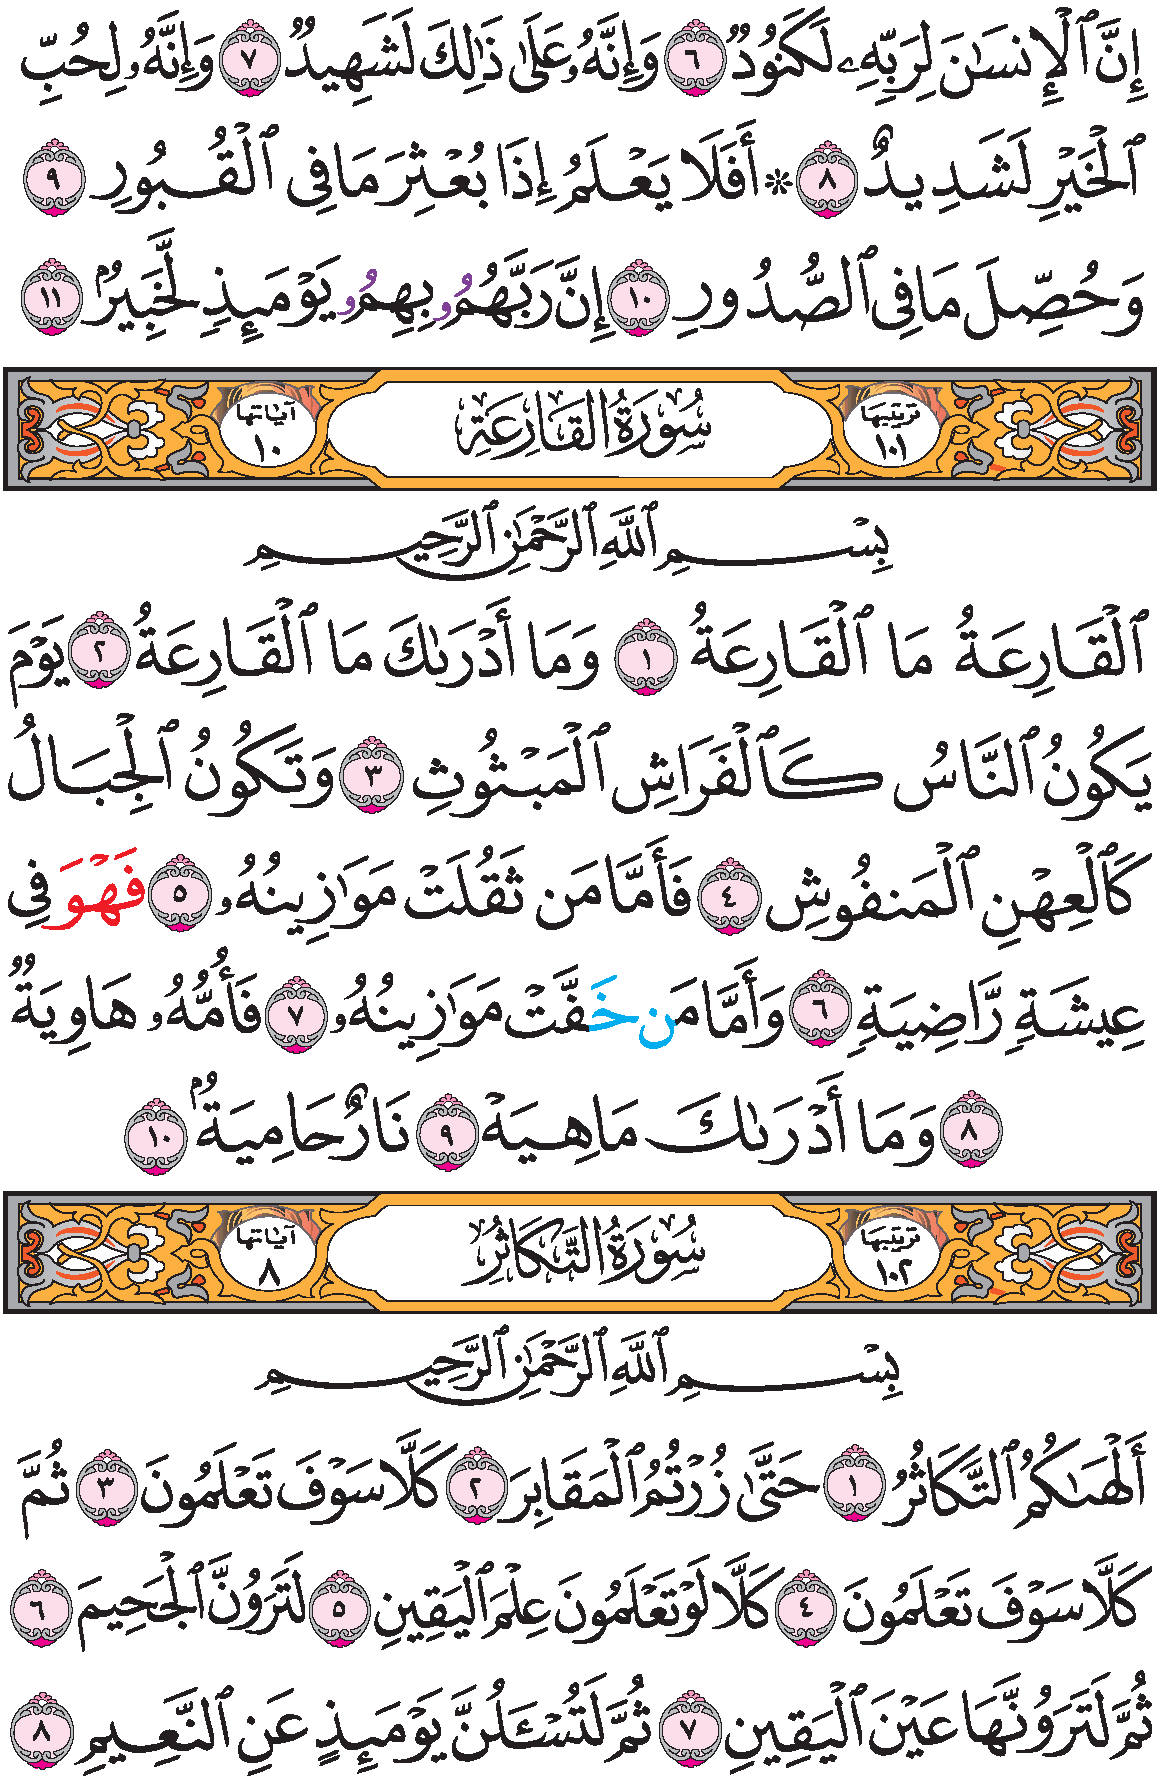 إِنَّ ٱلْإِنسَٰنَ لِرَبِّهِۦ لَكَنُودٌ ٦ وَإِنَّهُۥ عَلَىٰ ذَٰلِكَ لَشَهِيدٌ ٧ وَإِنَّهُۥ لِحُبِّ
ٱلْخَيْرِ لَشَدِيدٌ ٨ ۞ أَفَلَا يَعْلَمُ إِذَا بُعْثِرَ مَا فِى ٱلْقُبُورِ ٩
وَحُصِّلَ مَا فِى ٱلصُّدُورِ ١٠ إِنَّ رَبَّهُمُۥ بِهِمُۥ يَوْمَئِذٍ لَّخَبِيرٌۢ ١١
ترتيبها ١٠١ سُورَةُ القَارِعَةِ آياتها ١٠
بِسْمِ ٱللَّهِ ٱلرَّحْمَٰنِ ٱلرَّحِيمِ
ٱلْقَارِعَةُ مَا ٱلْقَارِعَةُ ١ وَمَا أَدْرَىٰكَ مَا ٱلْقَارِعَةُ ٢ يَوْمَ
يَكُونُ ٱلنَّاسُ كَٱلْفَرَاشِ ٱلْمَبْثُوثِ ٣ وَتَكُونُ ٱلْجِبَالُ
كَٱلْعِهْنِ ٱلْمَنفُوشِ ٤ فَأَمَّا مَن ثَقُلَتْ مَوَٰزِينُهُۥ ٥ فَهْوَ فِى
عِيشَةٍ رَّاضِيَةٍ ٦ وَأَمَّا مَن خَفَّتْ مَوَٰزِينُهُۥ ٧ فَأُمُّهُۥ هَاوِيَةٌ
٨ وَمَا أَدْرَىٰكَ مَا هِيَهْ ٩ نَارٌ حَامِيَةٌۢ ١٠
ترتيبها ١٠٢ سُورَةُ التَّكَاثُرِ آياتها ٨
بِسْمِ ٱللَّهِ ٱلرَّحْمَٰنِ ٱلرَّحِيمِ
أَلْهَىٰكُمُ ٱلتَّكَاثُرُ ١ حَتَّىٰ زُرْتُمُ ٱلْمَقَابِرَ ٢ كَلَّا سَوْفَ تَعْلَمُونَ ٣ ثُمَّ
كَلَّا سَوْفَ تَعْلَمُونَ ٤ كَلَّا لَوْ تَعْلَمُونَ عِلْمَ ٱلْيَقِينِ ٥ لَتَرَوُنَّ ٱلْجَحِيمَ ٦
ثُمَّ لَتَرَوُنَّهَا عَيْنَ ٱلْيَقِينِ ٧ ثُمَّ لَتُسْـَٔلُنَّ يَوْمَئِذٍ عَنِ ٱلنَّعِيمِ ٨